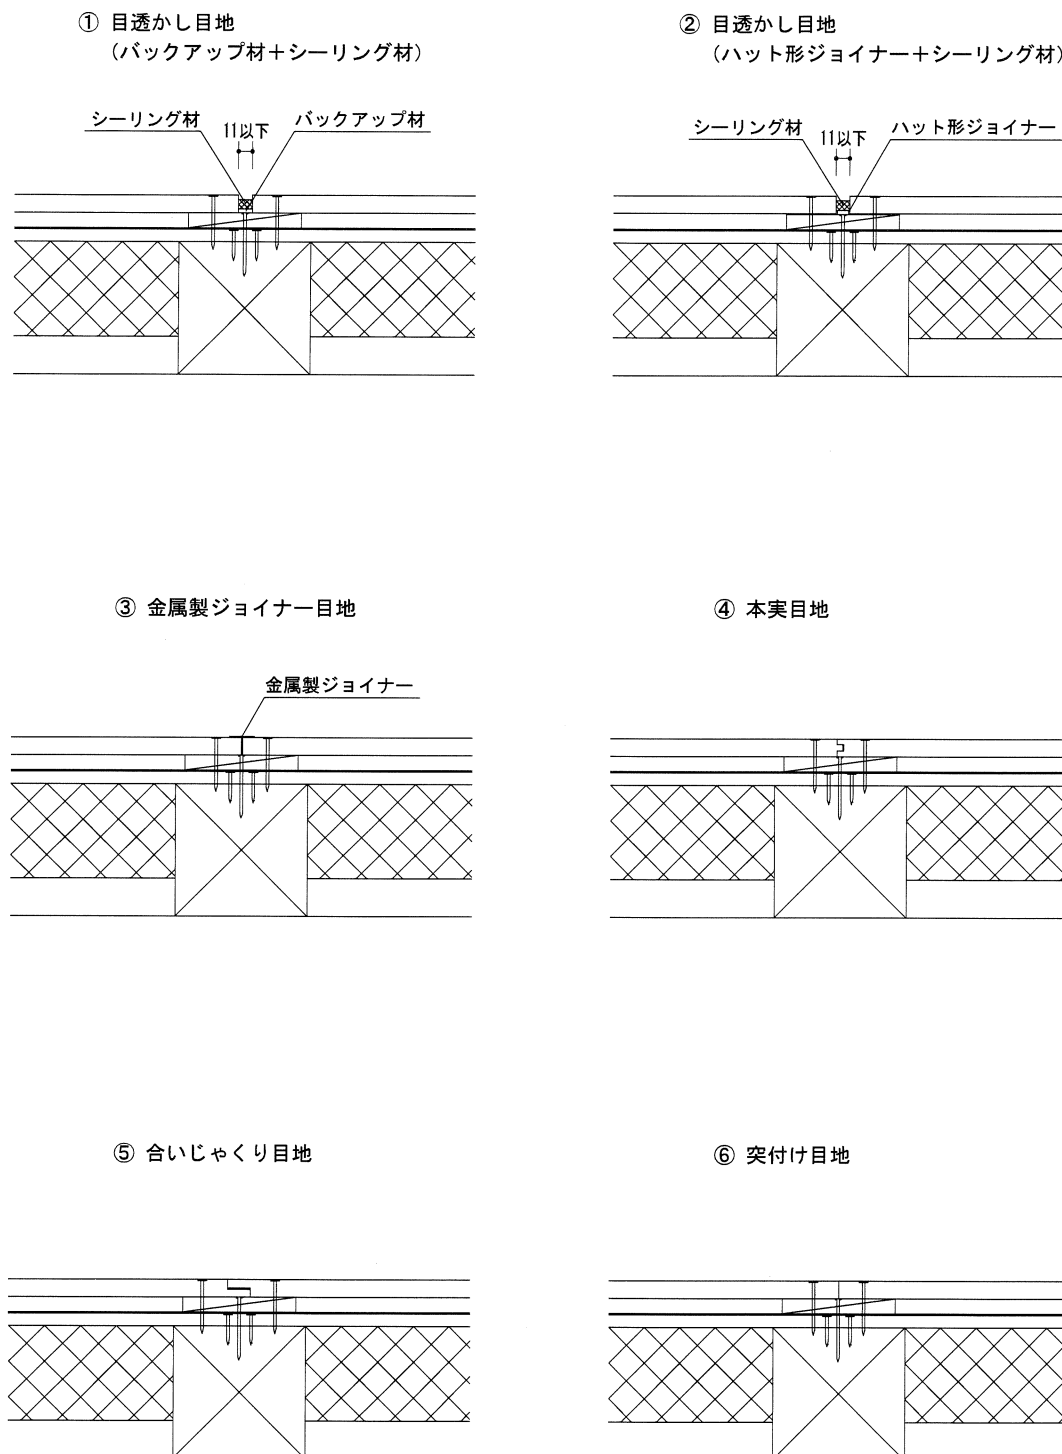 ① 目透かし目地
（バックアップ材＋シーリング材）
シーリング材
11以下
バックアップ材
② 目透かし目地
（ハット形ジョイナー＋シーリング材）
シーリング材
11以下
ハット形ジョイナー
③ 金属製ジョイナー目地
金属製ジョイナー
④ 本実目地
⑤ 合いじゃくり目地
⑥ 突付け目地